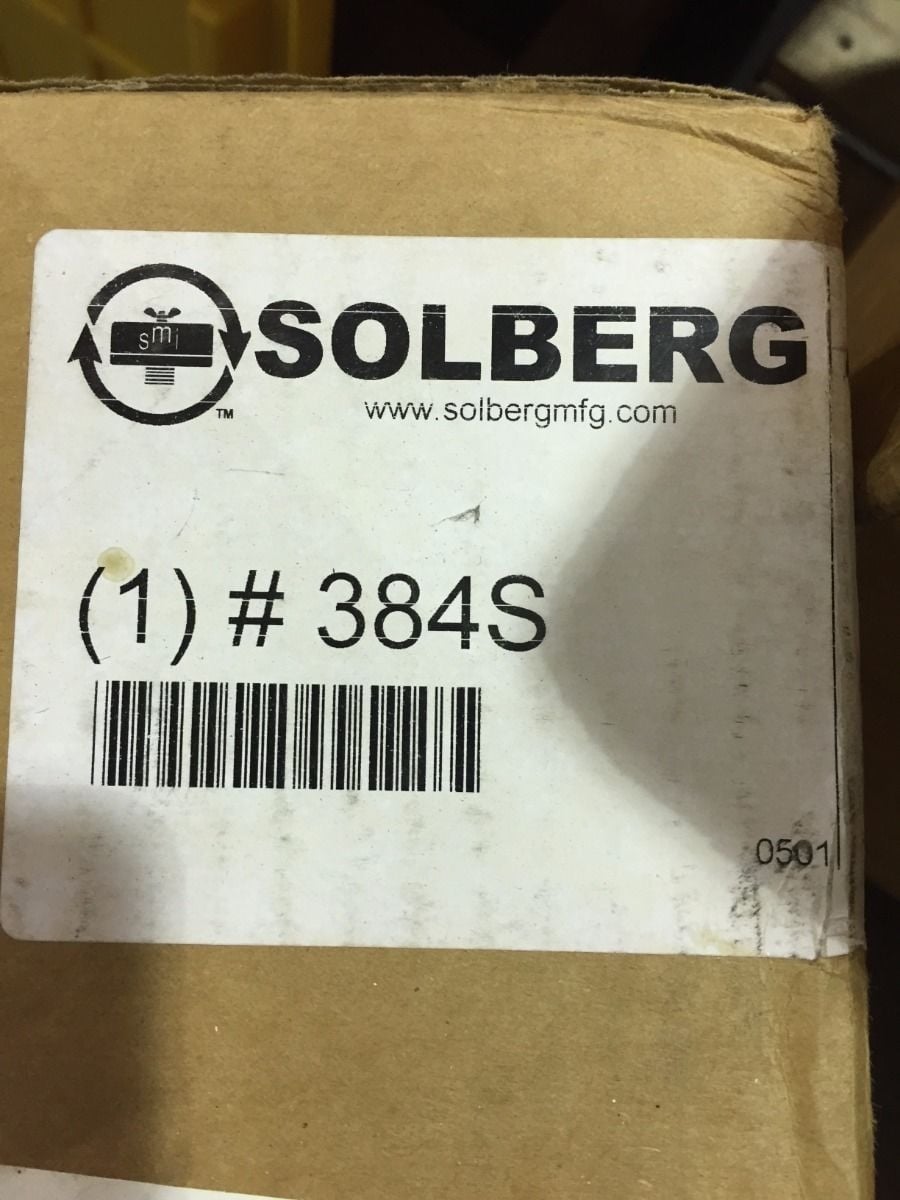 smi
SOLBERG
TM
www.solbergmfg.com
(1) # 384S
0501